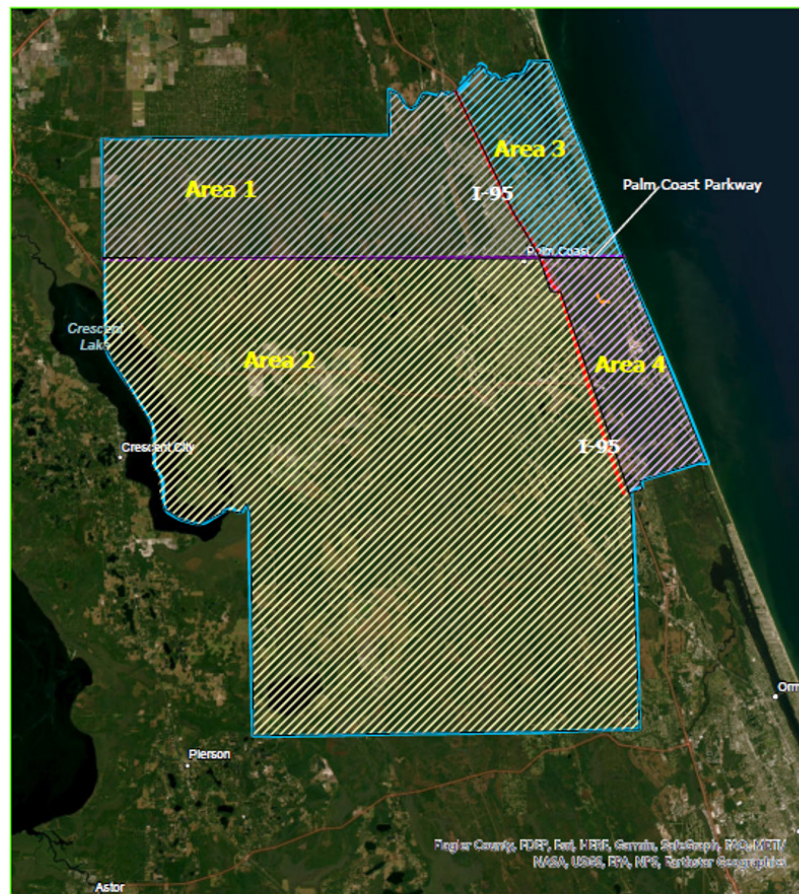 Area 3
Area 1
I-95
Palm Coast Parkway
Palm Coast
Crescent
Lake
Area 2
Area 4
Crescent City
I-95
Orm
Pierson
Flagler County, FDEP, Esri, HERE, Garmin, SafeGraph, FAO, METI/
NASA, USGS, EPA, NPS, Earthstar Geographics
Astor